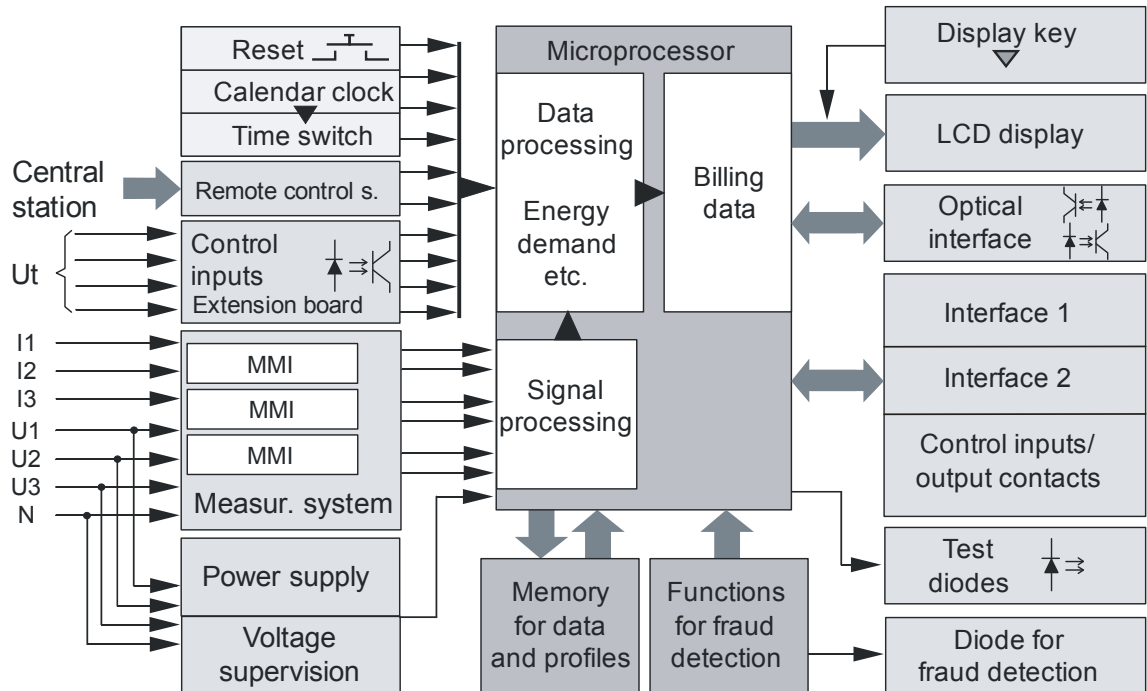 Reset
Calendar clock
Time switch
Central
station
Remote control s.
Ut
Control
inputs
Extension board
I1
I2
I3
U1
U2
U3
N
MMI
MMI
MMI
Measur. system
Power supply
Voltage
supervision
Microprocessor
Data
processing
Energy
demand
etc.
Billing
data
Signal
processing
Memory
for data
and profiles
Functions
for fraud
detection
Display key
LCD display
Optical
interface
Interface 1
Interface 2
Control inputs/
output contacts
Test
diodes
Diode for
fraud detection